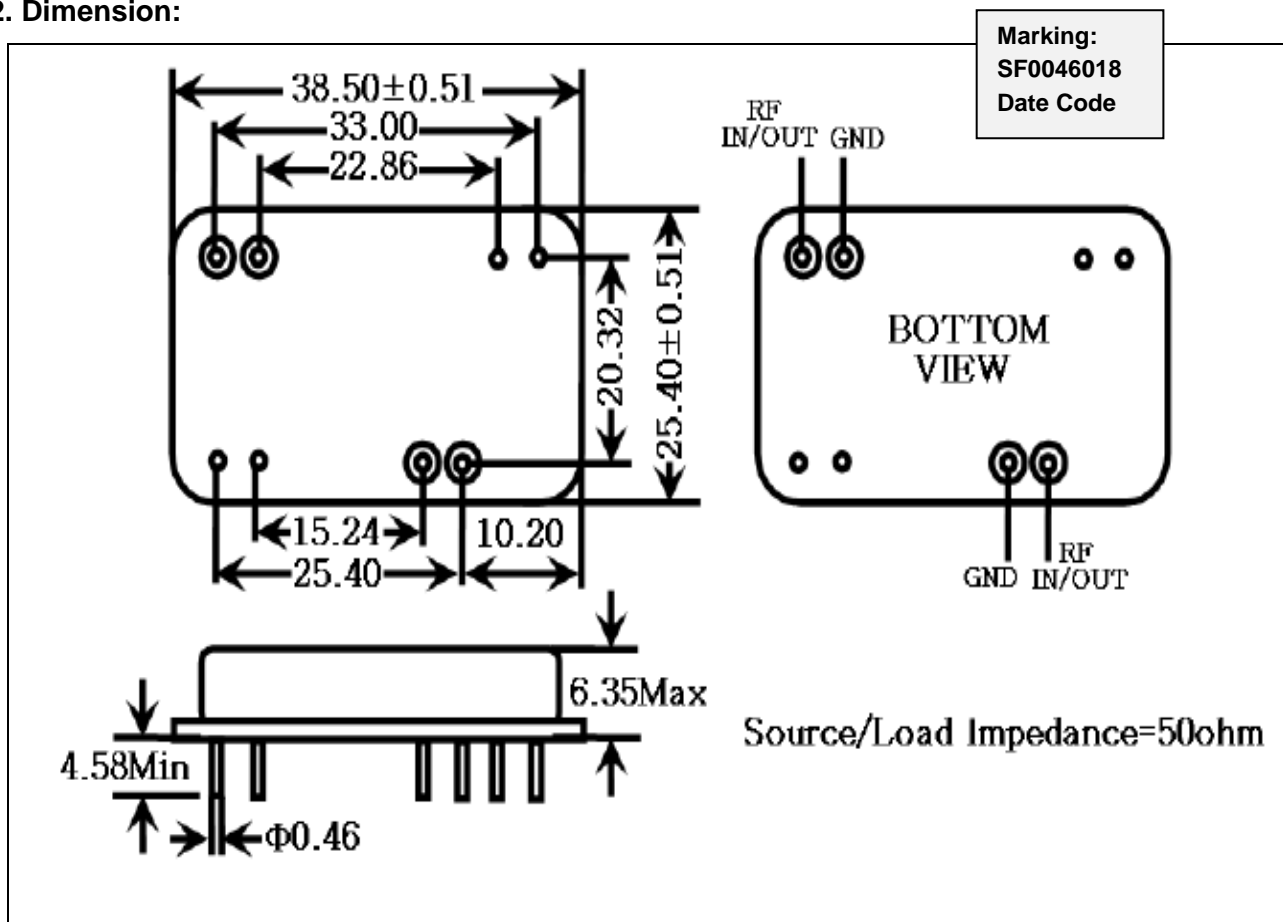 2. Dimension:
Marking:
SF0046018
Date Code
38.50±0.51
33.00
22.86
RF
IN/OUT GND
20.32
25.40±0.51
BOTTOM
VIEW
15.24
10.20
25.40
GND
RF
IN/OUT
6.35Max
4.58Min
Φ0.46
Source/Load Impedance=50ohm